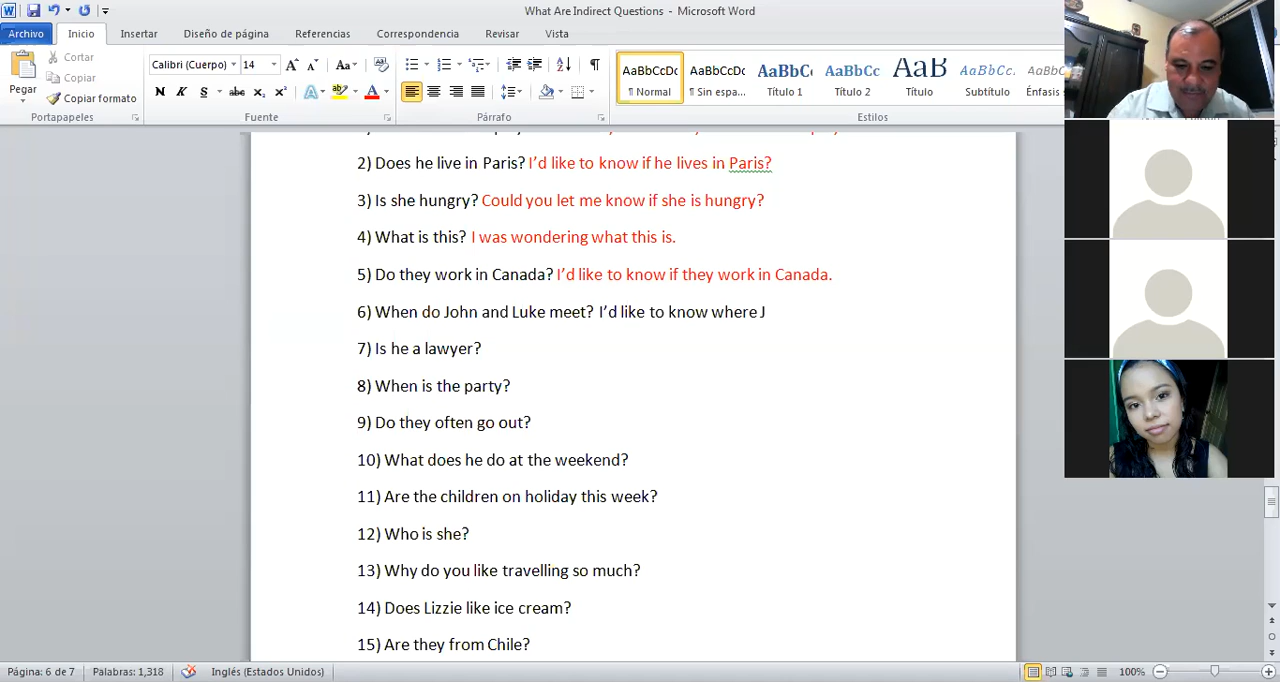 What Are Indirect Questions - Microsoft Word
Archivo Inicio Insertar Diseño de página Referencias Correspondencia Revisar Vista
Pegar
Cortar
Copiar
Copiar formato
Portapapeles
Calibri (Cuerpo) 14
N K S abc x₂ x²
Fuente
Párrafo
AaBbCcDc AaBbCcDc AaBbC AaBbCc AaB AaBbCc. AaBbC
¶ Normal ¶ Sin espa... Título 1 Título 2 Título Subtítulo Énfasis
Estilos
2) Does he live in Paris? I'd like to know if he lives in Paris?
3) Is she hungry? Could you let me know if she is hungry?
4) What is this? I was wondering what this is.
5) Do they work in Canada? I'd like to know if they work in Canada.
6) When do John and Luke meet? I'd like to know where J
7) Is he a lawyer?
8) When is the party?
9) Do they often go out?
10) What does he do at the weekend?
11) Are the children on holiday this week?
12) Who is she?
13) Why do you like travelling so much?
14) Does Lizzie like ice cream?
15) Are they from Chile?
Página: 6 de 7 Palabras: 1,318 Inglés (Estados Unidos) 100%